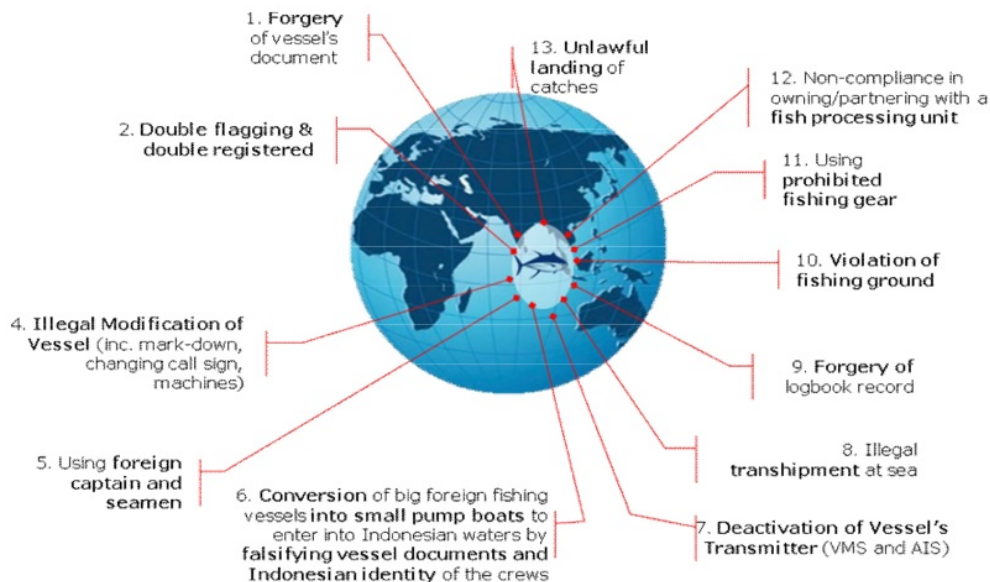 1. Forgery
of vessel's
document
2. Double flagging &
double registered
4. Illegal Modification of
Vessel (inc. mark-down,
changing call sign,
machines)
5. Using foreign
captain and
seamen
6. Conversion of big foreign fishing
vessels into small pump boats to
enter into Indonesian waters by
falsifying vessel documents and
Indonesian identity of the crews
7. Deactivation of Vessel's
Transmitter (VMS and AIS)
8. Illegal
transhipment at sea
9. Forgery of
logbook record
10. Violation of
fishing ground
11. Using
prohibited
fishing gear
12. Non-compliance in
owning/partnering with a
fish processing unit
13. Unlawful
landing of
catches